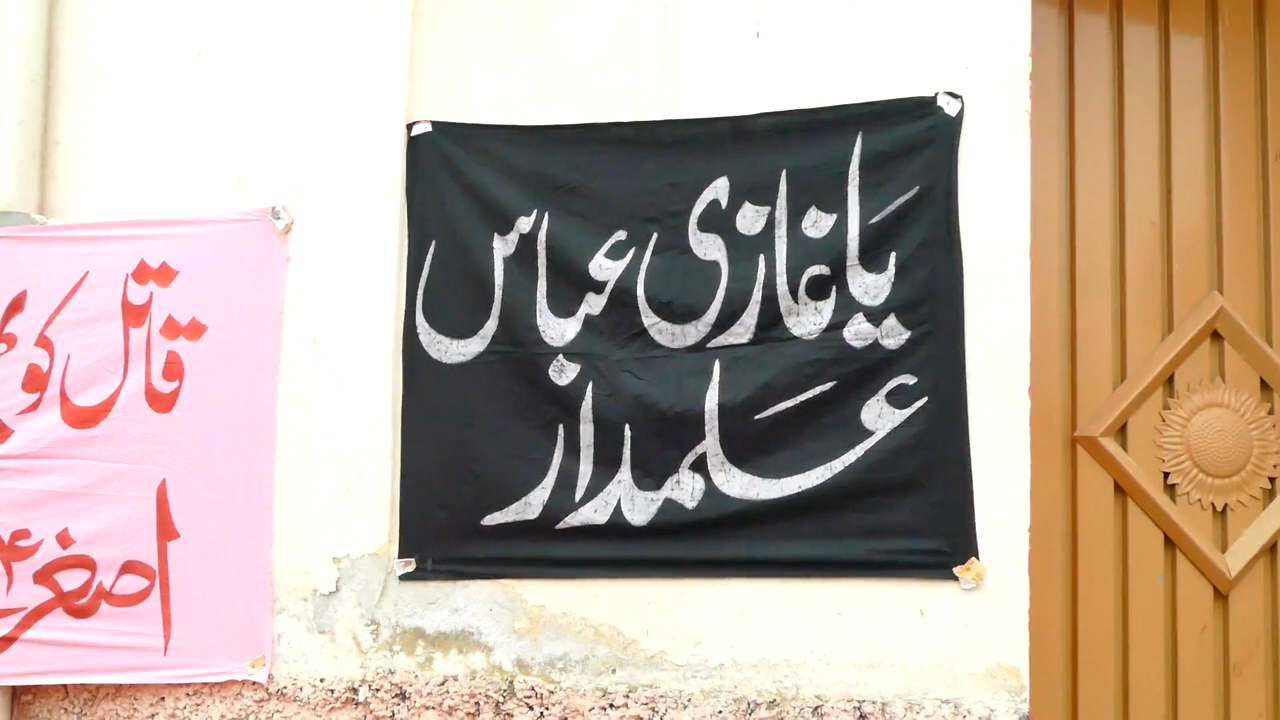 یا غازی عباس
علمدار
قاتل کو
اصغرؑ